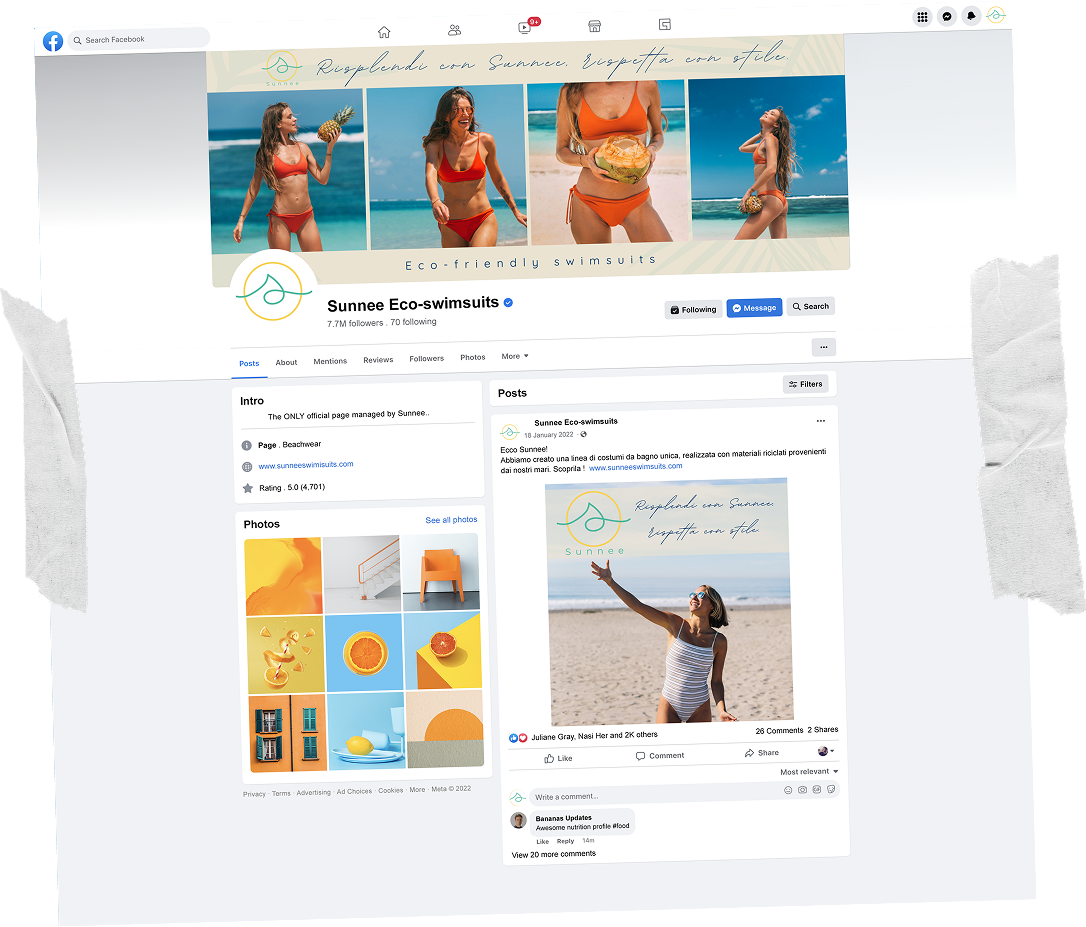 Search Facebook
9+
Sunnee
Risplendi con Sunnee, rispetta con stile.
Eco-friendly swimsuits
Sunnee Eco-swimsuits
7.7M followers . 70 following
Following
Message
Search
Posts
About
Mentions
Reviews
Followers
Photos
More
Intro
The ONLY official page managed by Sunnee..
Page . Beachwear
www.sunneeswimisuits.com
Rating . 5.0 (4,701)
Photos
See all photos
Privacy · Terms · Advertising · Ad Choices · Cookies · More · Meta © 2022
Posts
Filters
Sunnee Eco-swimsuits
18 January 2022 ·
Ecco Sunnee!
Abbiamo creato una linea di costumi da bagno unica, realizzata con materiali riciclati provenienti
dai nostri mari. Scoprila ! www.sunneeswimsuits.com
Risplendi con Sunnee,
rispetta con stile.
Sunnee
Juliane Gray, Nasi Her and 2K others
26 Comments 2 Shares
Like
Comment
Share
Most relevant
Write a comment...
Bananas Updates
Awesome nutrition profile #food
Like Reply 14m
View 20 more comments